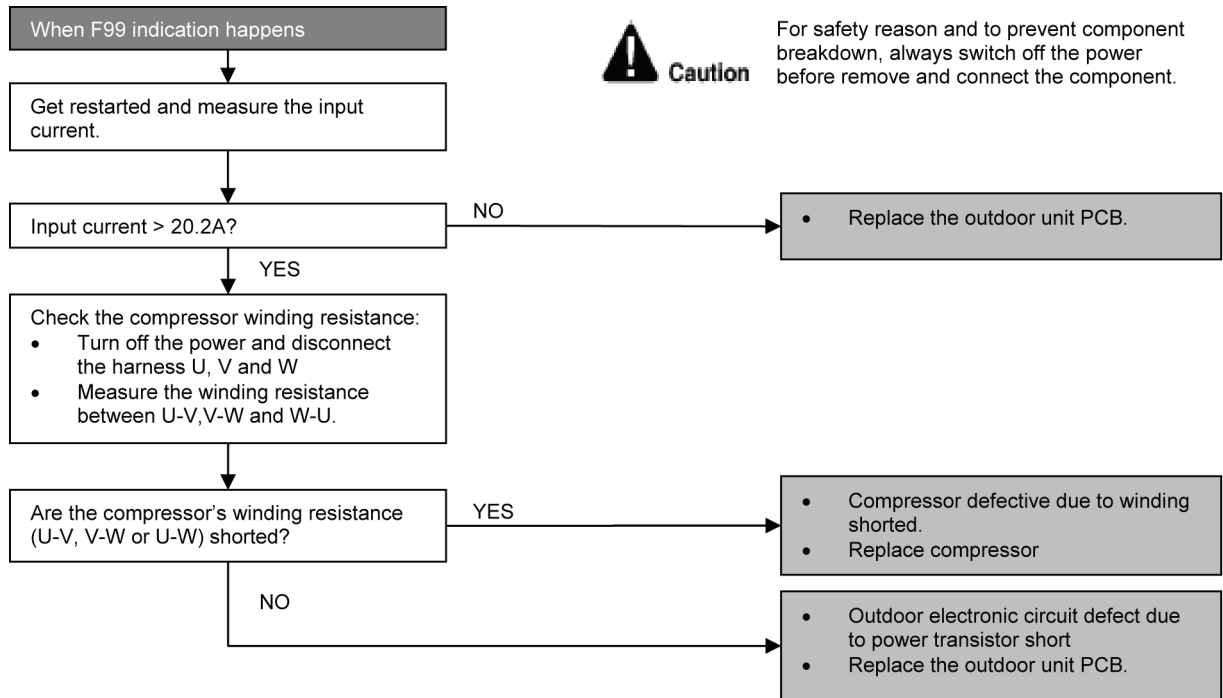 When F99 indication happens
Caution
For safety reason and to prevent component
breakdown, always switch off the power
before remove and connect the component.
Get restarted and measure the input
current.
Input current > 20.2A?
NO
• Replace the outdoor unit PCB.
YES
Check the compressor winding resistance:
• Turn off the power and disconnect
the harness U, V and W
• Measure the winding resistance
between U-V,V-W and W-U.
Are the compressor’s winding resistance
(U-V, V-W or U-W) shorted?
YES
• Compressor defective due to winding
shorted.
• Replace compressor
NO
• Outdoor electronic circuit defect due
to power transistor short
• Replace the outdoor unit PCB.